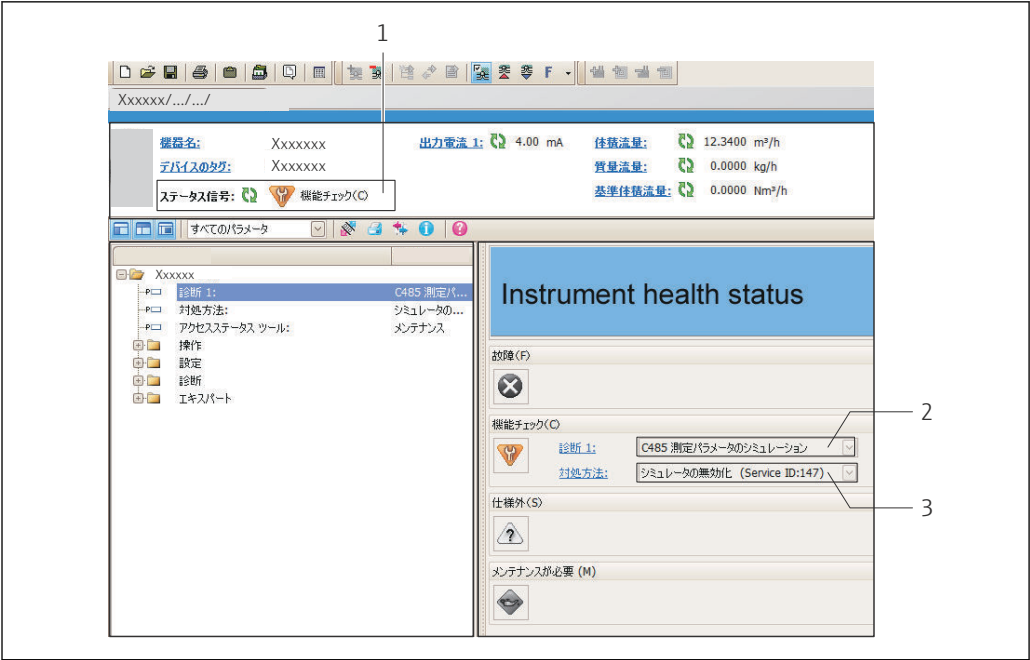 1
F
Xxxxxx/.../.../
機器名: Xxxxxxx 出力電流 1: 4.00 mA 体積流量: 12.3400 m³/h
デバイスのタグ: Xxxxxxx 質量流量: 0.0000 kg/h
ステータス信号: 機能チェック(C) 基準体積流量: 0.0000 Nm³/h
すべてのパラメータ
Xxxxxx
診断 1: C485 測定パ...
対処方法: シミュレータの...
アクセスステータス ツール: メンテナンス
操作
設定
診断
エキスパート
Instrument health status
故障(F)
機能チェック(C)
診断 1: C485 測定パラメータのシミュレーション
2
対処方法: シミュレータの無効化 (Service ID:147)
3
仕様外(S)
メンテナンスが必要 (M)